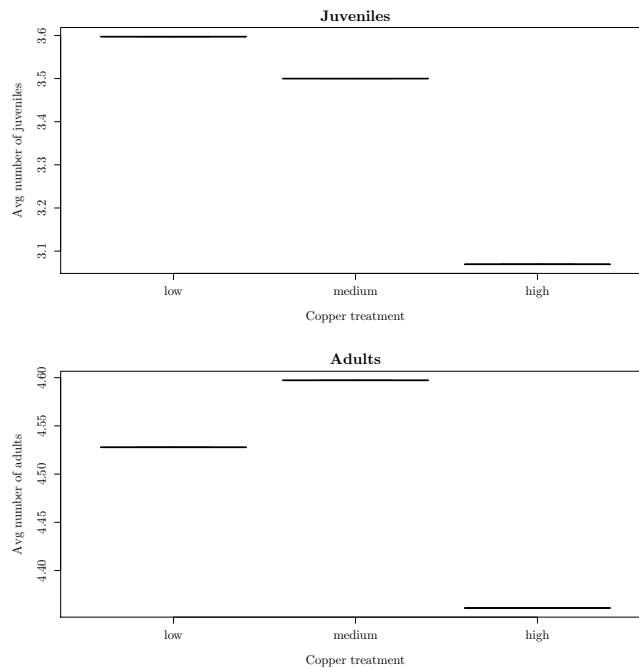 Juveniles
Avg number of juveniles
3.6
3.5
3.4
3.3
3.2
3.1
low medium high
Copper treatment
Adults
Avg number of adults
4.60
4.55
4.50
4.45
4.40
low medium high
Copper treatment